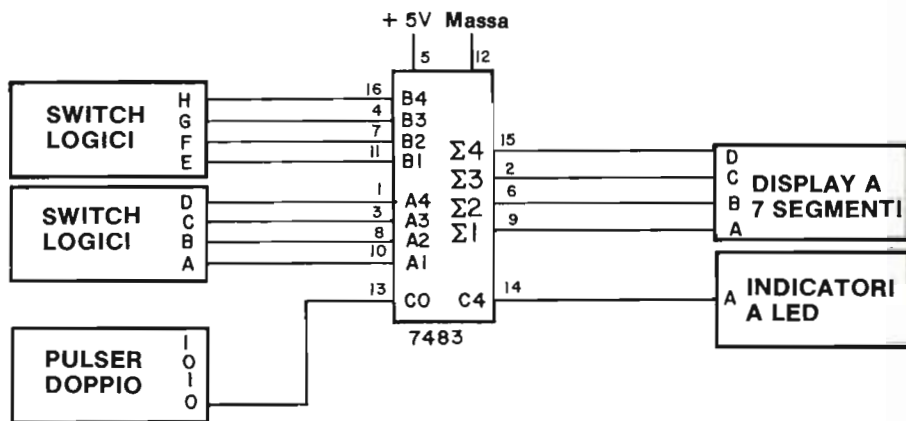 + 5V Massa
5 12
SWITCH LOGICI
H
G
F
E
16
4
7
11
B4
B3
B2
B1
SWITCH LOGICI
D
C
B
A
1
3
8
10
A4
A3
A2
A1
PULSER DOPPIO
1
0
1
0
13
C0
C4
14
7483
Σ4
Σ3
Σ2
Σ1
15
2
6
9
D
C
B
A
DISPLAY A
7 SEGMENTI
A
INDICATORI
A LED